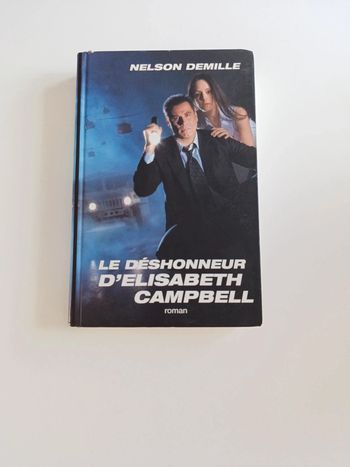 NELSON DEMILLE
LE DÉSHONNEUR
D'ELISABETH
CAMPBELL
roman